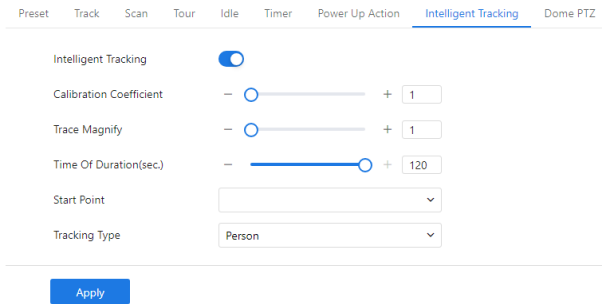 Preset Track Scan Tour Idle Timer Power Up Action Intelligent Tracking Dome PTZ
Intelligent Tracking
Calibration Coefficient − + 1
Trace Magnify − + 1
Time Of Duration(sec.) − + 120
Start Point
Tracking Type Person
Apply